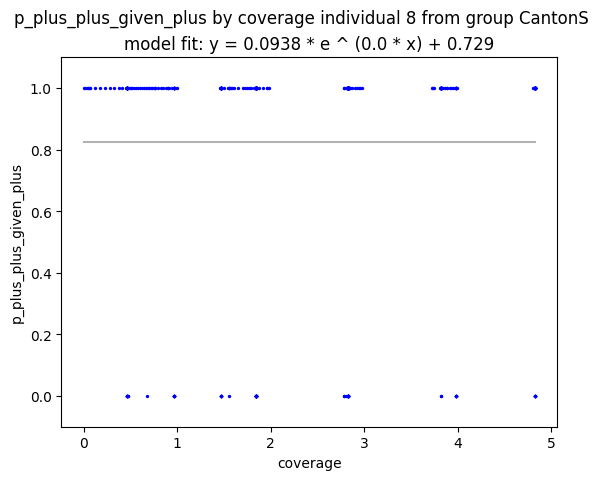 p_plus_plus_given_plus by coverage individual 8 from group CantonS
model fit: y = 0.0938 * e ^ (0.0 * x) + 0.729
p_plus_plus_given_plus
1.0
0.8
0.6
0.4
0.2
0.0
0 1 2 3 4 5
coverage